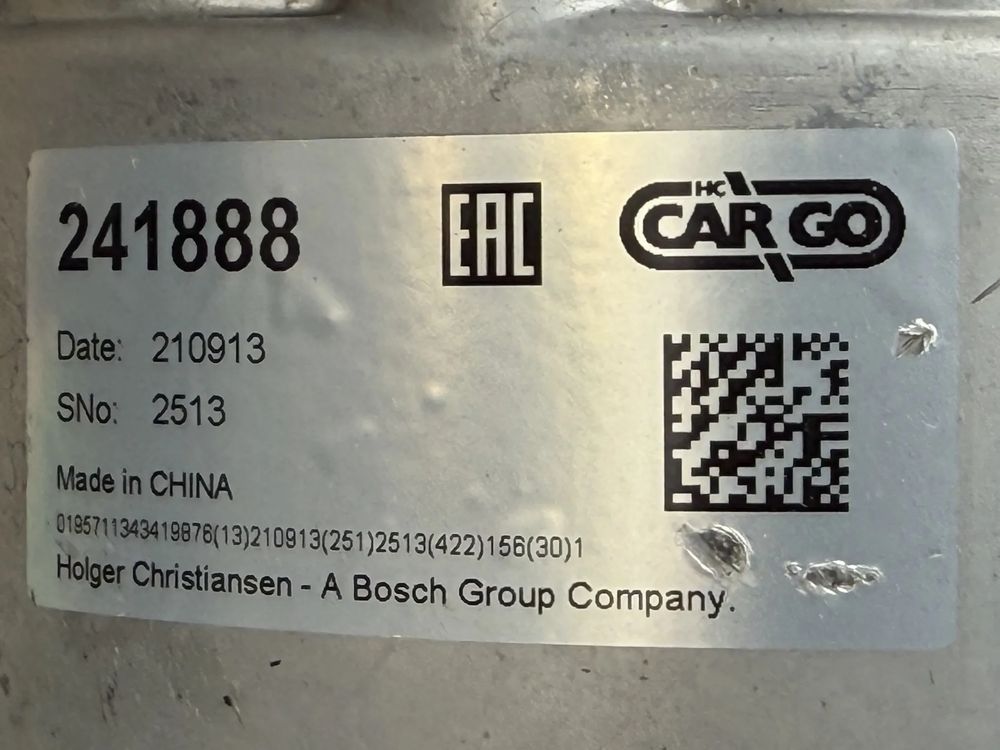 241888
EAC
HC
CARGO
Date: 210913
SNo: 2513
Made in CHINA
0195711343419876(13)210913(251)2513(422)156(30)1
Holger Christiansen - A Bosch Group Company.